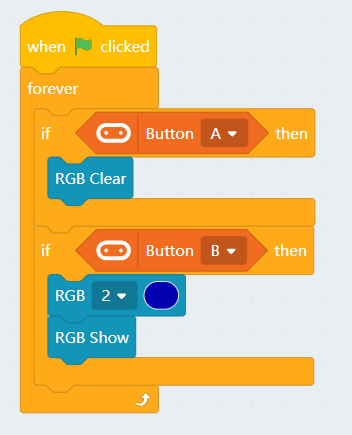 when clicked
forever
if Button A then
RGB Clear
if Button B then
RGB 2
RGB Show